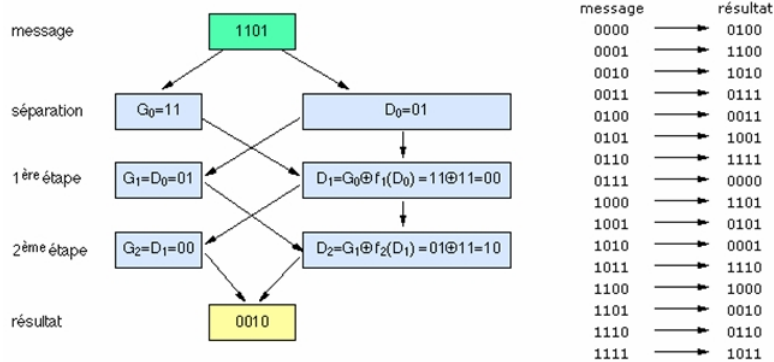 message
1101
séparation
G₀=11
D₀=01
1ère étape
G₁=D₀=01
D₁=G₀⊕f₁(D₀) = 11⊕11=00
2ème étape
G₂=D₁=00
D₂=G₁⊕f₂(D₁) = 01⊕11=10
résultat
0010
message résultat
0000 0100
0001 1100
0010 1010
0011 0111
0100 0011
0101 1001
0110 1111
0111 0000
1000 1101
1001 0101
1010 0001
1011 1110
1100 1000
1101 0010
1110 0110
1111 1011